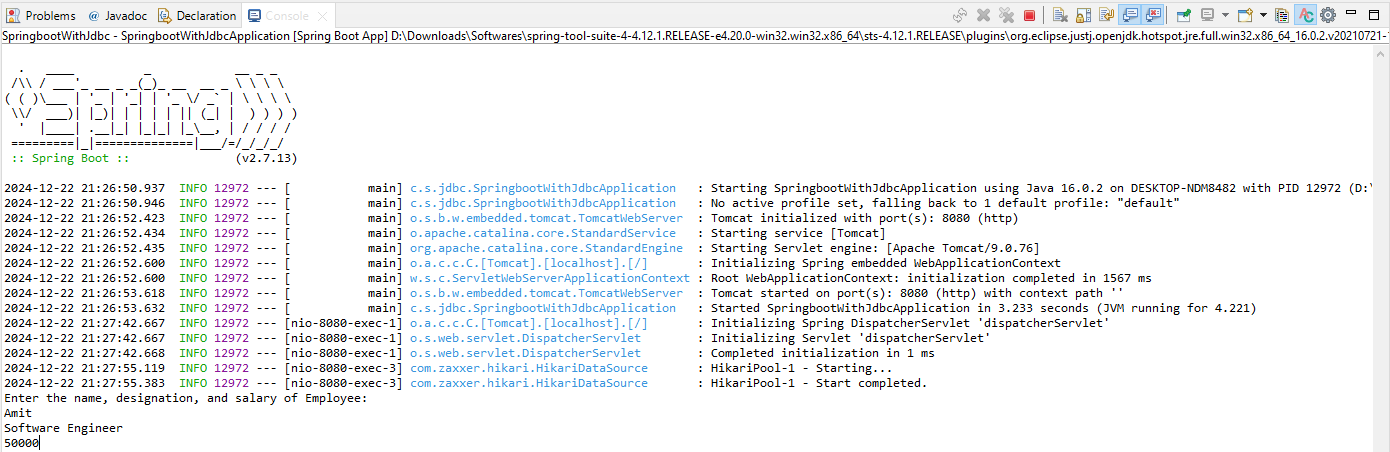 Problems @ Javadoc Declaration Console
SpringbootWithJdbc - SpringbootWithJdbcApplication [Spring Boot App] D:\Downloads\Softwares\spring-tool-suite-4-4.12.1.RELEASE-e4.20.0-win32.win32.x86_64\sts-4.12.1.RELEASE\plugins\org.eclipse.justj.openjdk.hotspot.jre.full.win32.x86_64_16.0.2.v20210721-1
  .   ____          _            __ _ _
 /\\ / ___'_ __ _ _(_)_ __  __ _ \ \ \ \
( ( )\___ | '_ | '_| | '_ \/ _` | \ \ \ \
 \\/  ___)| |_)| | | | | || (_| |  ) ) ) )
  '  |____| .__|_| |_|_| |_\__, | / / / /
 =========|_|==============|___/=/_/_/_/
 :: Spring Boot ::                (v2.7.13)
2024-12-22 21:26:50.937  INFO 12972 --- [           main] c.s.jdbc.SpringbootWithJdbcApplication   : Starting SpringbootWithJdbcApplication using Java 16.0.2 on DESKTOP-NDM8482 with PID 12972 (D:\
2024-12-22 21:26:50.946  INFO 12972 --- [           main] c.s.jdbc.SpringbootWithJdbcApplication   : No active profile set, falling back to 1 default profile: "default"
2024-12-22 21:26:52.423  INFO 12972 --- [           main] o.s.b.w.embedded.tomcat.TomcatWebServer  : Tomcat initialized with port(s): 8080 (http)
2024-12-22 21:26:52.434  INFO 12972 --- [           main] o.apache.catalina.core.StandardService   : Starting service [Tomcat]
2024-12-22 21:26:52.435  INFO 12972 --- [           main] org.apache.catalina.core.StandardEngine  : Starting Servlet engine: [Apache Tomcat/9.0.76]
2024-12-22 21:26:52.600  INFO 12972 --- [           main] o.a.c.c.C.[Tomcat].[localhost].[/]       : Initializing Spring embedded WebApplicationContext
2024-12-22 21:26:52.600  INFO 12972 --- [           main] w.s.c.ServletWebServerApplicationContext : Root WebApplicationContext: initialization completed in 1567 ms
2024-12-22 21:26:53.618  INFO 12972 --- [           main] o.s.b.w.embedded.tomcat.TomcatWebServer  : Tomcat started on port(s): 8080 (http) with context path ''
2024-12-22 21:26:53.632  INFO 12972 --- [           main] c.s.jdbc.SpringbootWithJdbcApplication   : Started SpringbootWithJdbcApplication in 3.233 seconds (JVM running for 4.221)
2024-12-22 21:27:42.667  INFO 12972 --- [nio-8080-exec-1] o.a.c.c.C.[Tomcat].[localhost].[/]       : Initializing Spring DispatcherServlet 'dispatcherServlet'
2024-12-22 21:27:42.667  INFO 12972 --- [nio-8080-exec-1] o.s.web.servlet.DispatcherServlet        : Initializing Servlet 'dispatcherServlet'
2024-12-22 21:27:42.668  INFO 12972 --- [nio-8080-exec-1] o.s.web.servlet.DispatcherServlet        : Completed initialization in 1 ms
2024-12-22 21:27:55.119  INFO 12972 --- [nio-8080-exec-3] com.zaxxer.hikari.HikariDataSource       : HikariPool-1 - Starting...
2024-12-22 21:27:55.383  INFO 12972 --- [nio-8080-exec-3] com.zaxxer.hikari.HikariDataSource       : HikariPool-1 - Start completed.
Enter the name, designation, and salary of Employee:
Amit
Software Engineer
50000